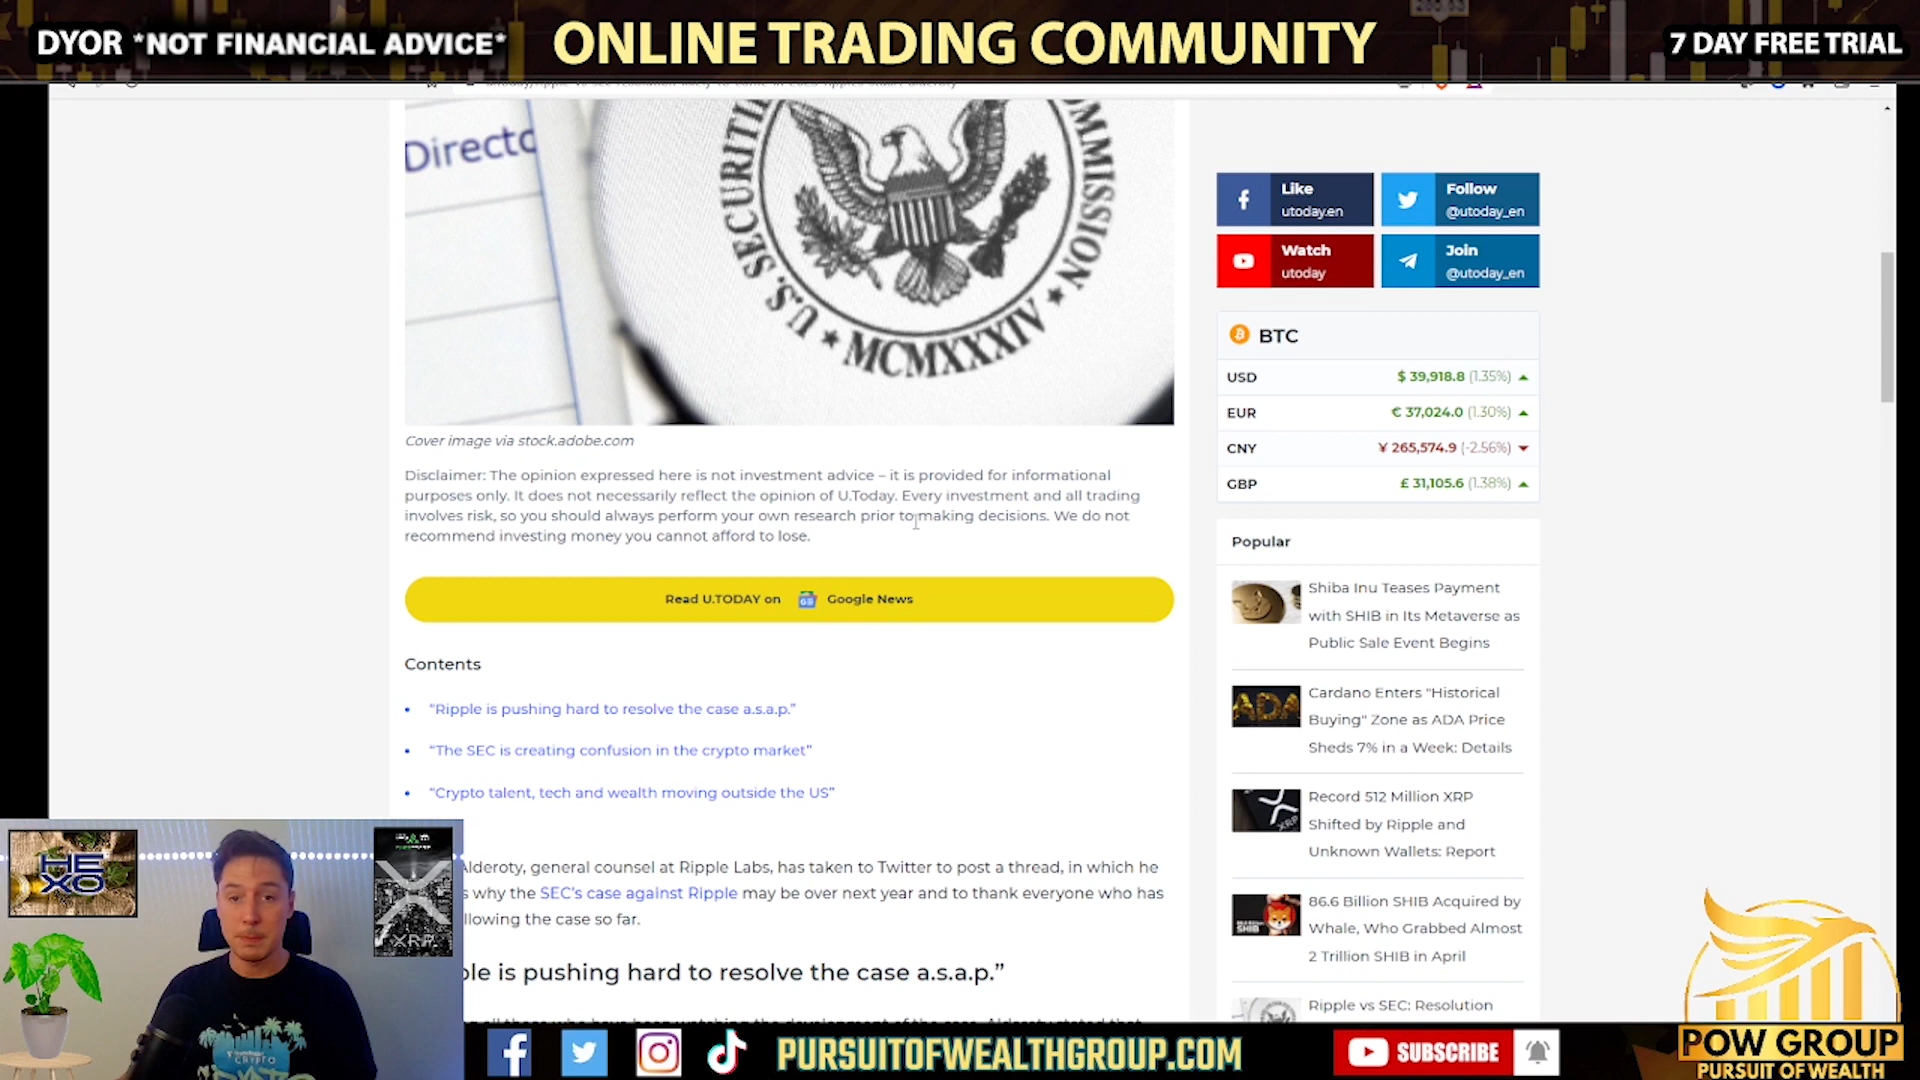 DYOR *NOT FINANCIAL ADVICE*
ONLINE TRADING COMMUNITY
7 DAY FREE TRIAL
Directo
U.S. SECURITIE
OMMISSION
MCMXXXIV
Cover image via stock.adobe.com
Disclaimer: The opinion expressed here is not investment advice – it is provided for informational
purposes only. It does not necessarily reflect the opinion of U.Today. Every investment and all trading
involves risk, so you should always perform your own research prior to making decisions. We do not
recommend investing money you cannot afford to lose.
Read U.TODAY on Google News
Contents
• “Ripple is pushing hard to resolve the case a.s.a.p.”
• “The SEC is creating confusion in the crypto market”
• “Crypto talent, tech and wealth moving outside the US”
Alderoty, general counsel at Ripple Labs, has taken to Twitter to post a thread, in which he
s why the SEC's case against Ripple may be over next year and to thank everyone who has
llowing the case so far.
ple is pushing hard to resolve the case a.s.a.p.”
Like
utoday.en
Follow
@utoday_en
Watch
utoday
Join
@utoday_en
BTC
USD $ 39,918.8 (1.35%)
EUR € 37,024.0 (1.30%)
CNY ¥ 265,574.9 (-2.56%)
GBP £ 31,105.6 (1.38%)
Popular
Shiba Inu Teases Payment
with SHIB in Its Metaverse as
Public Sale Event Begins
ADA
Cardano Enters "Historical
Buying" Zone as ADA Price
Sheds 7% in a Week: Details
XRP
Record 512 Million XRP
Shifted by Ripple and
Unknown Wallets: Report
86.6 Billion SHIB Acquired by
Whale, Who Grabbed Almost
2 Trillion SHIB in April
Ripple vs SEC: Resolution
HEXO
XRP
CRYPTO
PURSUITOFWEALTHGROUP.COM
SUBSCRIBE
POW GROUP
PURSUIT OF WEALTH